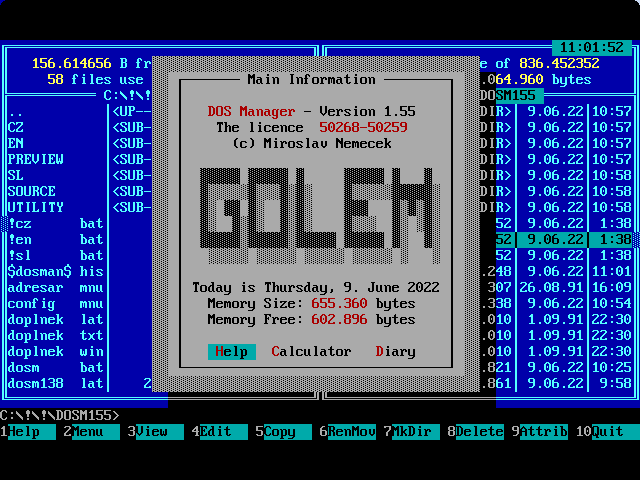 11:01:52
156.614656 B fr e of 836.452352
58 files use .064.960 bytes
C:\!\! DOSM155
Main Information
DOS Manager - Version 1.55
The licence 50268-50259
(c) Miroslav Nemecek
GOLEM
Today is Thursday, 9. June 2022
Memory Size: 655.360 bytes
Memory Free: 602.896 bytes
Help Calculator Diary
.. <UP-- DIR> 9.06.22 10:57
CZ <SUB- DIR> 9.06.22 10:57
EN <SUB- DIR> 9.06.22 10:57
PREVIEW <SUB- DIR> 9.06.22 10:57
SL <SUB- DIR> 9.06.22 10:58
SOURCE <SUB- DIR> 9.06.22 10:58
UTILITY <SUB- DIR> 9.06.22 10:58
!cz bat 52 9.06.22 1:38
!en bat 52 9.06.22 1:38
!sl bat 52 9.06.22 1:38
$dosman$ his .248 9.06.22 11:01
adresar mnu .307 26.08.91 16:09
config mnu .338 9.06.22 10:54
doplnek lat .010 1.09.91 22:30
doplnek txt .010 1.09.91 22:30
doplnek win .010 1.09.91 22:30
dosm bat .821 9.06.22 10:25
dosm138 lat 2 .861 9.06.22 9:58
C:\!\!\DOSM155>
1Help 2Menu 3View 4Edit 5Copy 6RenMov 7MkDir 8Delete 9Attrib 10Quit